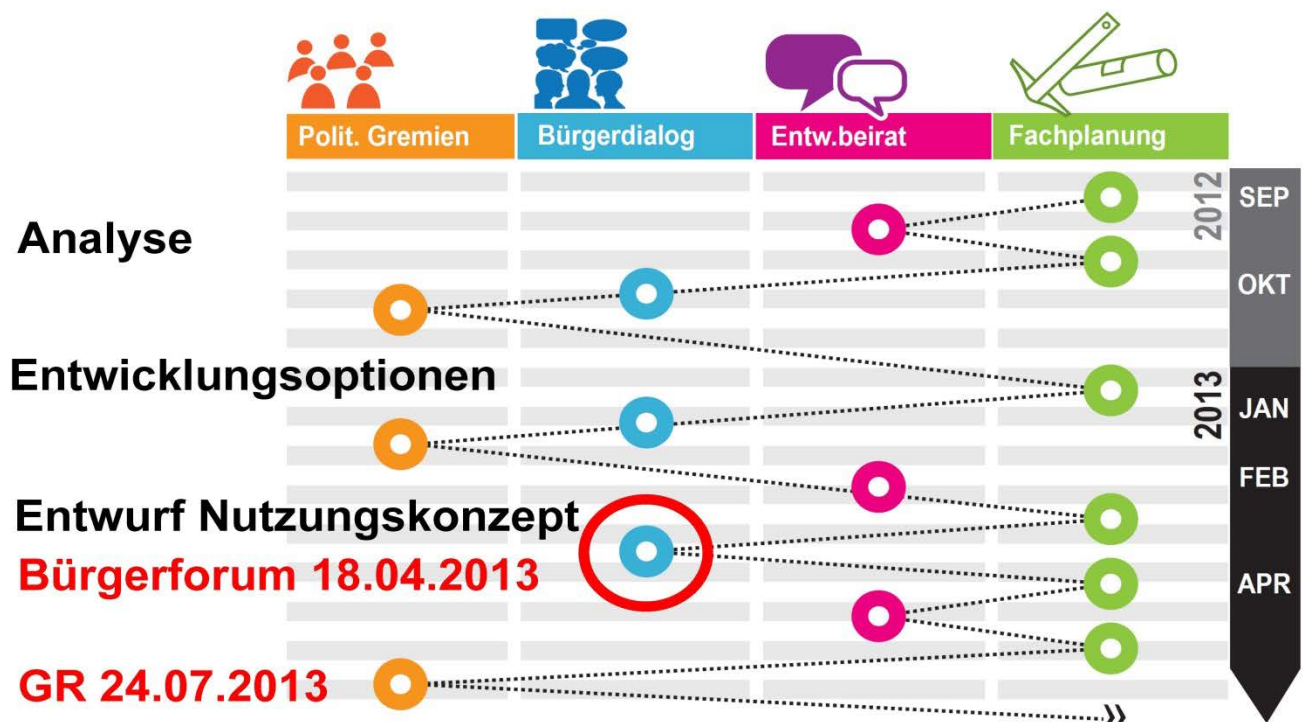 Polit. Gremien
Bürgerdialog
Entw.beirat
Fachplanung
2012
SEP
Analyse
OKT
Entwicklungsoptionen
2013
JAN
FEB
Entwurf Nutzungskonzept
Bürgerforum 18.04.2013
APR
GR 24.07.2013
»